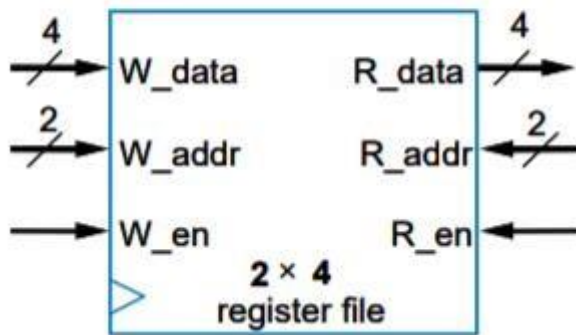 4 4
W_data R_data
2 2
W_addr R_addr
W_en R_en
2 × 4
register file